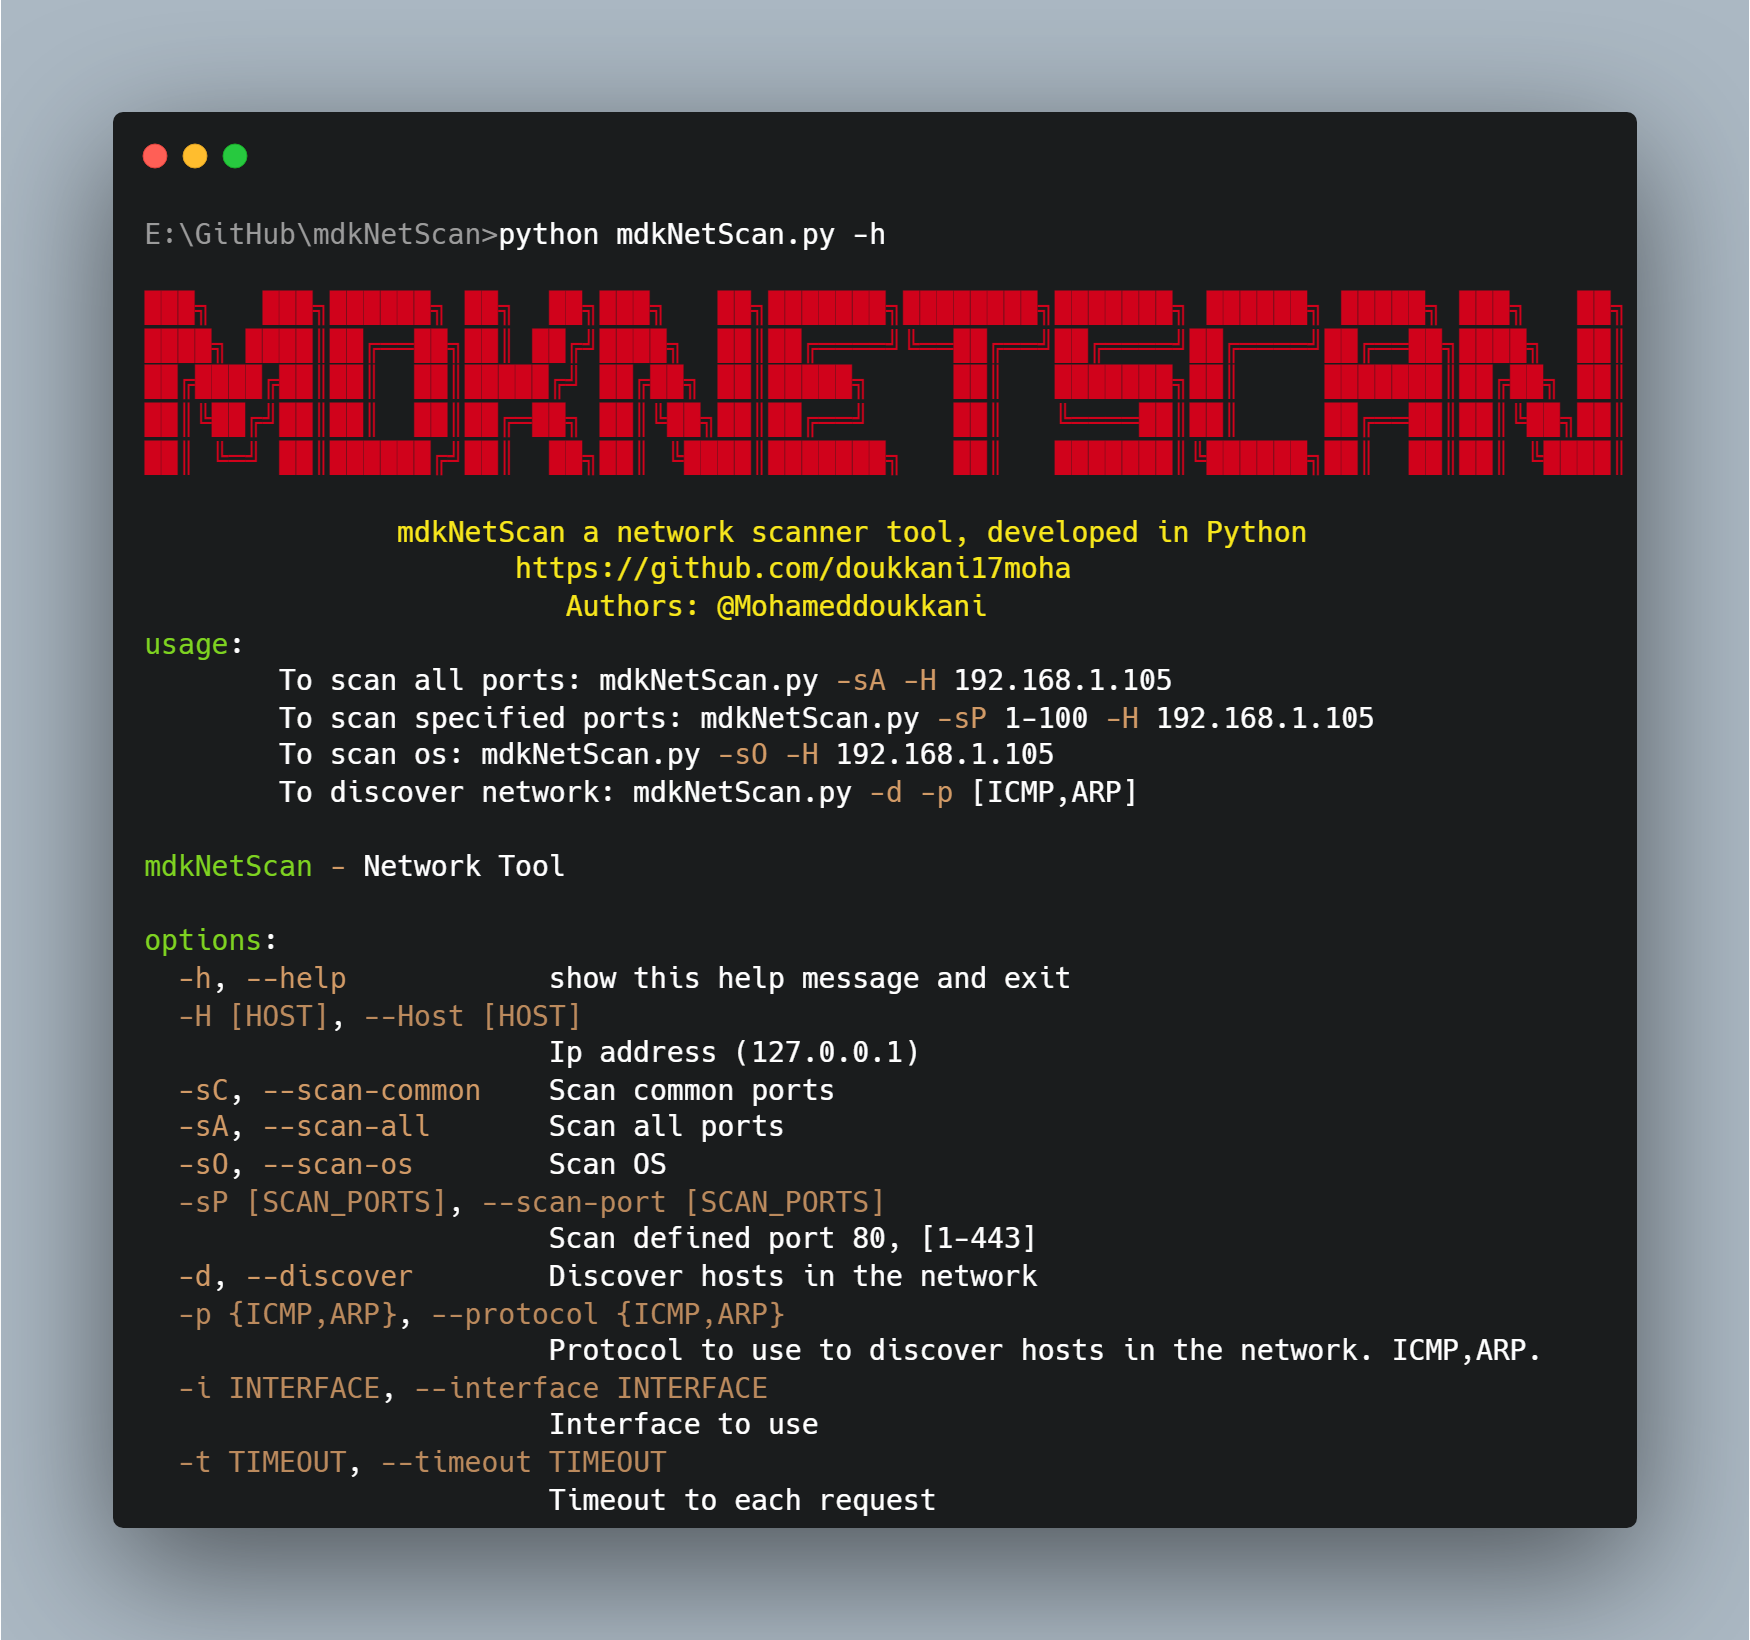 E:\GitHub\mdkNetScan>python mdkNetScan.py -h
MDKNETSCAN
mdkNetScan a network scanner tool, developed in Python
https://github.com/doukkani17moha
Authors: @Mohameddoukkani
usage:
To scan all ports: mdkNetScan.py -sA -H 192.168.1.105
To scan specified ports: mdkNetScan.py -sP 1-100 -H 192.168.1.105
To scan os: mdkNetScan.py -sO -H 192.168.1.105
To discover network: mdkNetScan.py -d -p [ICMP,ARP]
mdkNetScan - Network Tool
options:
-h, --help show this help message and exit
-H [HOST], --Host [HOST]
Ip address (127.0.0.1)
-sC, --scan-common Scan common ports
-sA, --scan-all Scan all ports
-sO, --scan-os Scan OS
-sP [SCAN_PORTS], --scan-port [SCAN_PORTS]
Scan defined port 80, [1-443]
-d, --discover Discover hosts in the network
-p {ICMP,ARP}, --protocol {ICMP,ARP}
Protocol to use to discover hosts in the network. ICMP,ARP.
-i INTERFACE, --interface INTERFACE
Interface to use
-t TIMEOUT, --timeout TIMEOUT
Timeout to each request